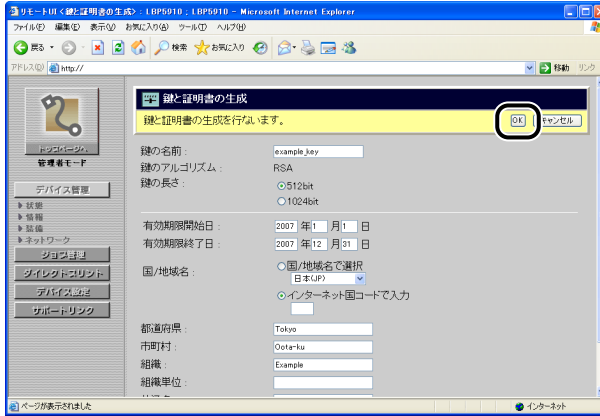 リモートUI <鍵と証明書の生成> : LBP5910 ; LBP5910 - Microsoft Internet Explorer
ファイル(F) 編集(E) 表示(V) お気に入り(A) ツール(T) ヘルプ(H)
戻る 検索 お気に入り
アドレス(D) http:// 移動 リンク
鍵と証明書の生成
鍵と証明書の生成を行ないます。 OK キャンセル
トップページへ
管理者モード
デバイス管理
状態
情報
装備
ネットワーク
ジョブ管理
ダイレクトプリント
デバイス設定
サポートリンク
鍵の名前 : example_key
鍵のアルゴリズム : RSA
鍵の長さ : 512bit
1024bit
有効期限開始日 : 2007 年 1 月 1 日
有効期限終了日 : 2007 年 12 月 31 日
国/地域名 : 国/地域名で選択
日本(JP)
インターネット国コードで入力
都道府県 : Tokyo
市町村 : Oota-ku
組織 : Example
組織単位 :
ページが表示されました インターネット